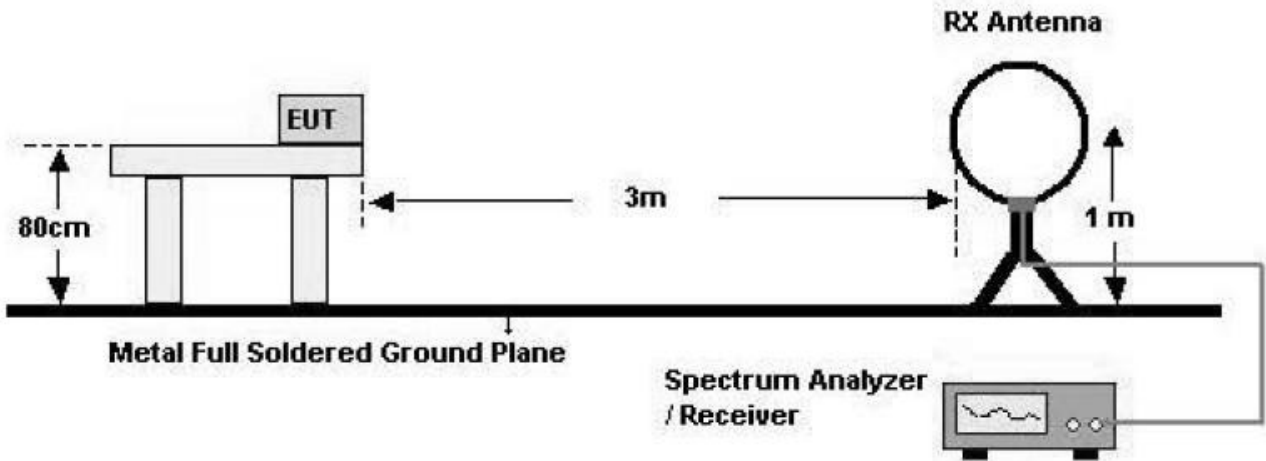 RX Antenna
EUT
80cm
3m
1 m
Metal Full Soldered Ground Plane
Spectrum Analyzer
/ Receiver